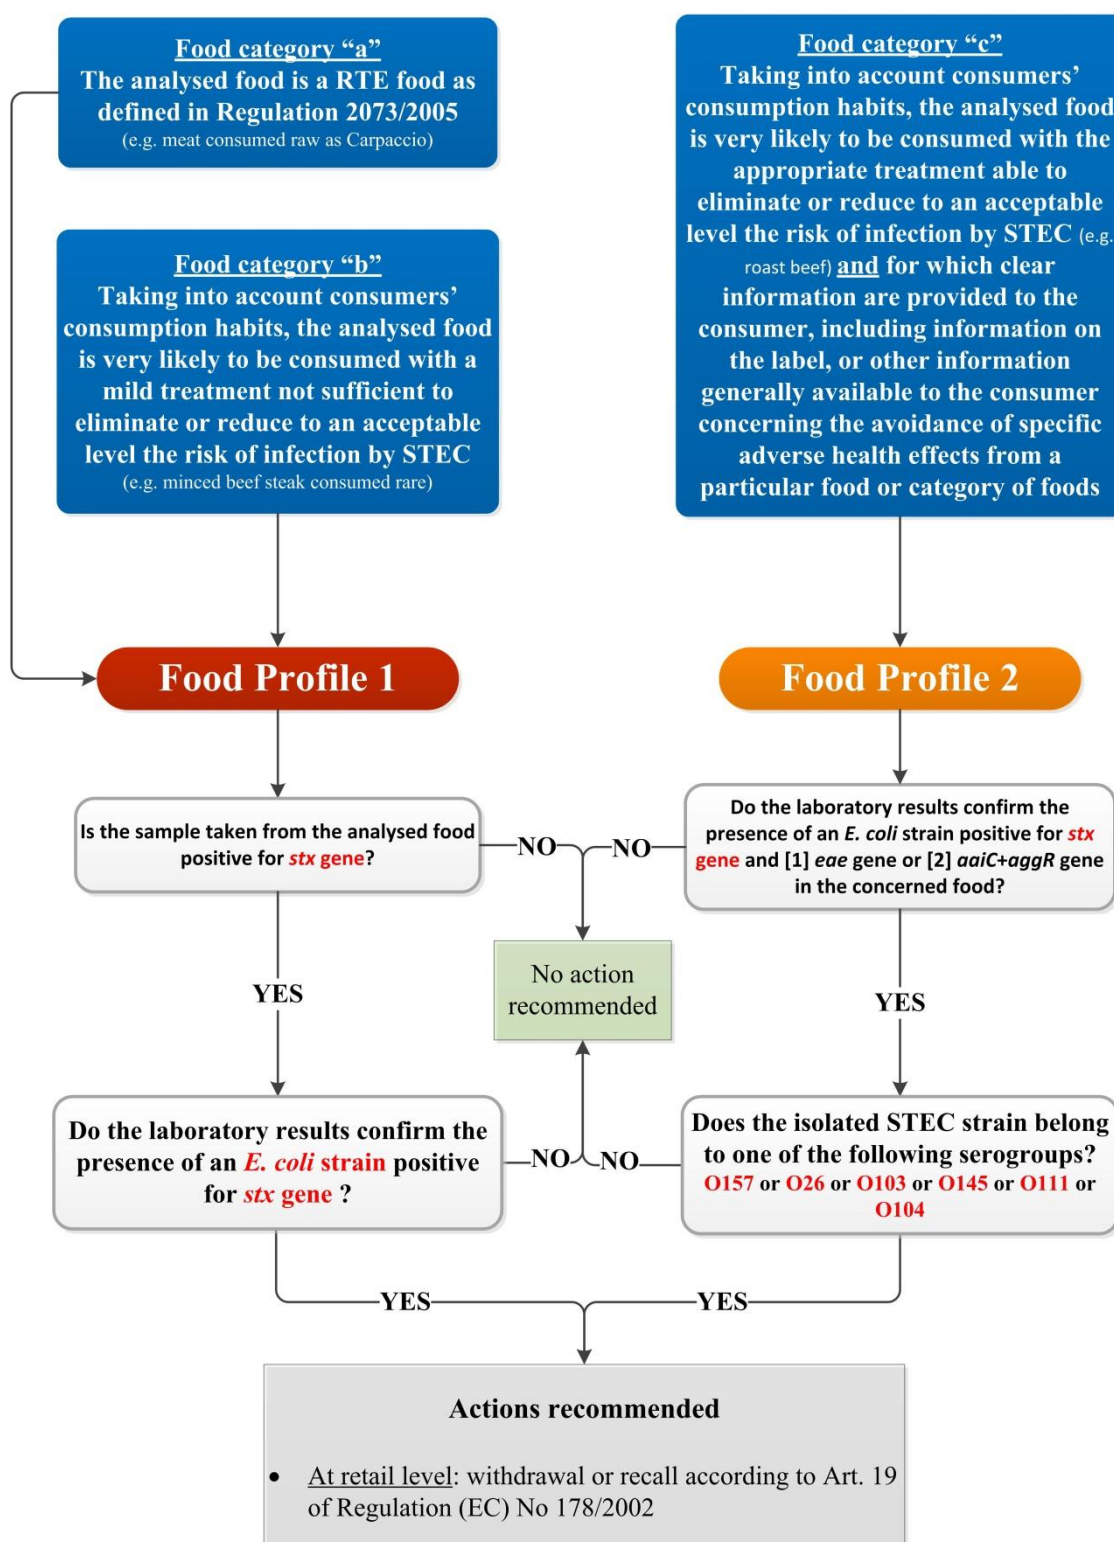 Food category “a”
The analysed food is a RTE food as
defined in Regulation 2073/2005
(e.g. meat consumed raw as Carpaccio)
Food category “b”
Taking into account consumers’
consumption habits, the analysed food
is very likely to be consumed with a
mild treatment not sufficient to
eliminate or reduce to an acceptable
level the risk of infection by STEC
(e.g. minced beef steak consumed rare)
Food category “c”
Taking into account consumers’
consumption habits, the analysed food
is very likely to be consumed with the
appropriate treatment able to
eliminate or reduce to an acceptable
level the risk of infection by STEC (e.g.
roast beef) and for which clear
information are provided to the
consumer, including information on
the label, or other information
generally available to the consumer
concerning the avoidance of specific
adverse health effects from a
particular food or category of foods
Food Profile 1
Food Profile 2
Is the sample taken from the analysed food
positive for stx gene?
NO
NO
Do the laboratory results confirm the
presence of an E. coli strain positive for stx
gene and [1] eae gene or [2] aaiC+aggR gene
in the concerned food?
No action
recommended
YES
YES
Do the laboratory results confirm the
presence of an E. coli strain positive
for stx gene ?
NO
NO
Does the isolated STEC strain belong
to one of the following serogroups?
O157 or O26 or O103 or O145 or O111 or
O104
YES
YES
Actions recommended
• At retail level: withdrawal or recall according to Art. 19
of Regulation (EC) No 178/2002